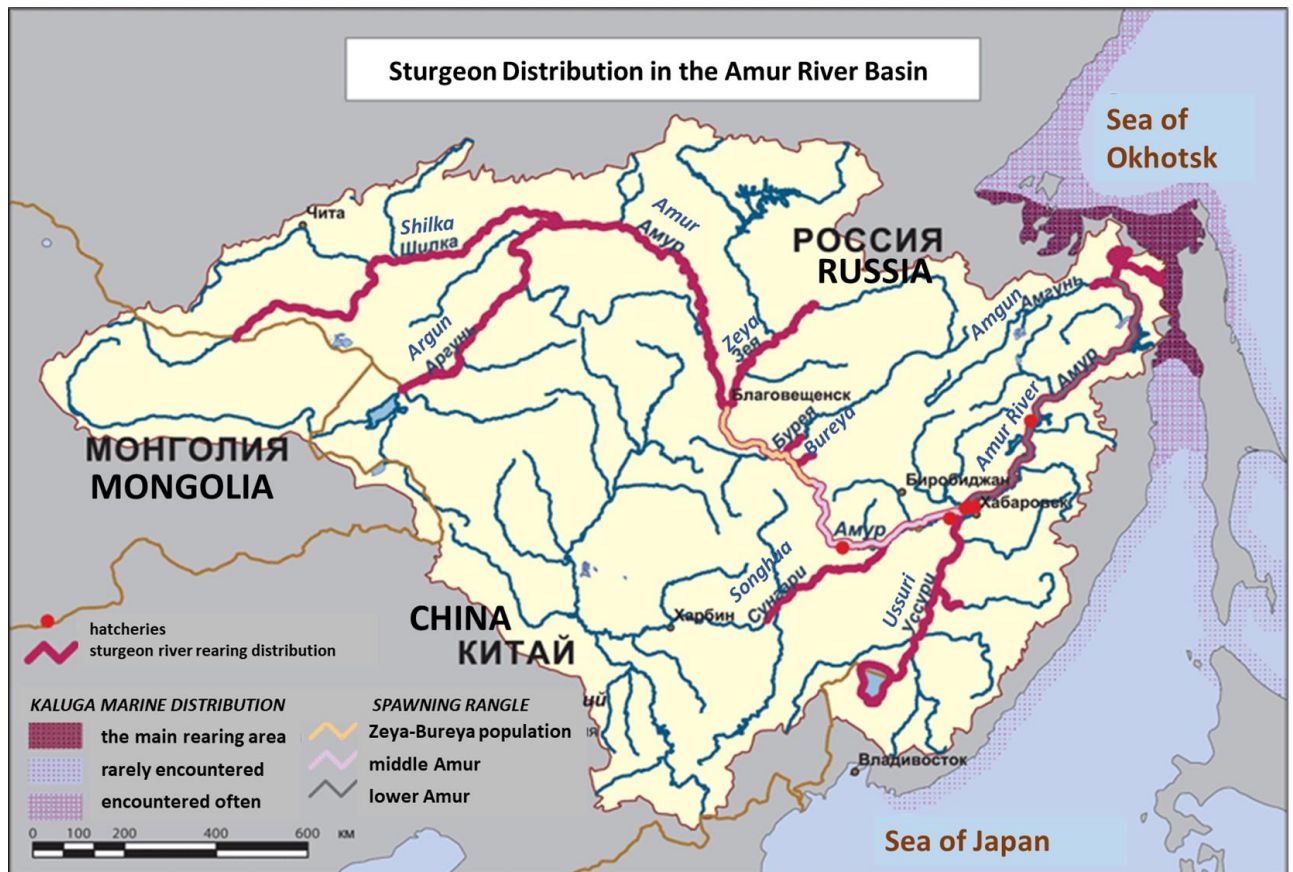 Sturgeon Distribution in the Amur River Basin
Sea of
Okhotsk
Чита
Shilka
Шилка
Amur
Амур
РОССИЯ
RUSSIA
Amgun
Амгунь
Argun
Аргунь
Zeya
Зея
Благовещенск
Бурея
Bureya
Амур
Amur River
МОНГОЛИЯ
MONGOLIA
Биробиджан
Хабаровск
Амур
Songhua
Сунгари
Ussuri
Уссури
Харбин
CHINA
КИТАЙ
hatcheries
sturgeon river rearing distribution
KALUGA MARINE DISTRIBUTION
the main rearing area
rarely encountered
encountered often
SPAWNING RANGLE
Zeya-Bureya population
middle Amur
lower Amur
ий
Владивосток
0 100 200 400 600 км
Sea of Japan